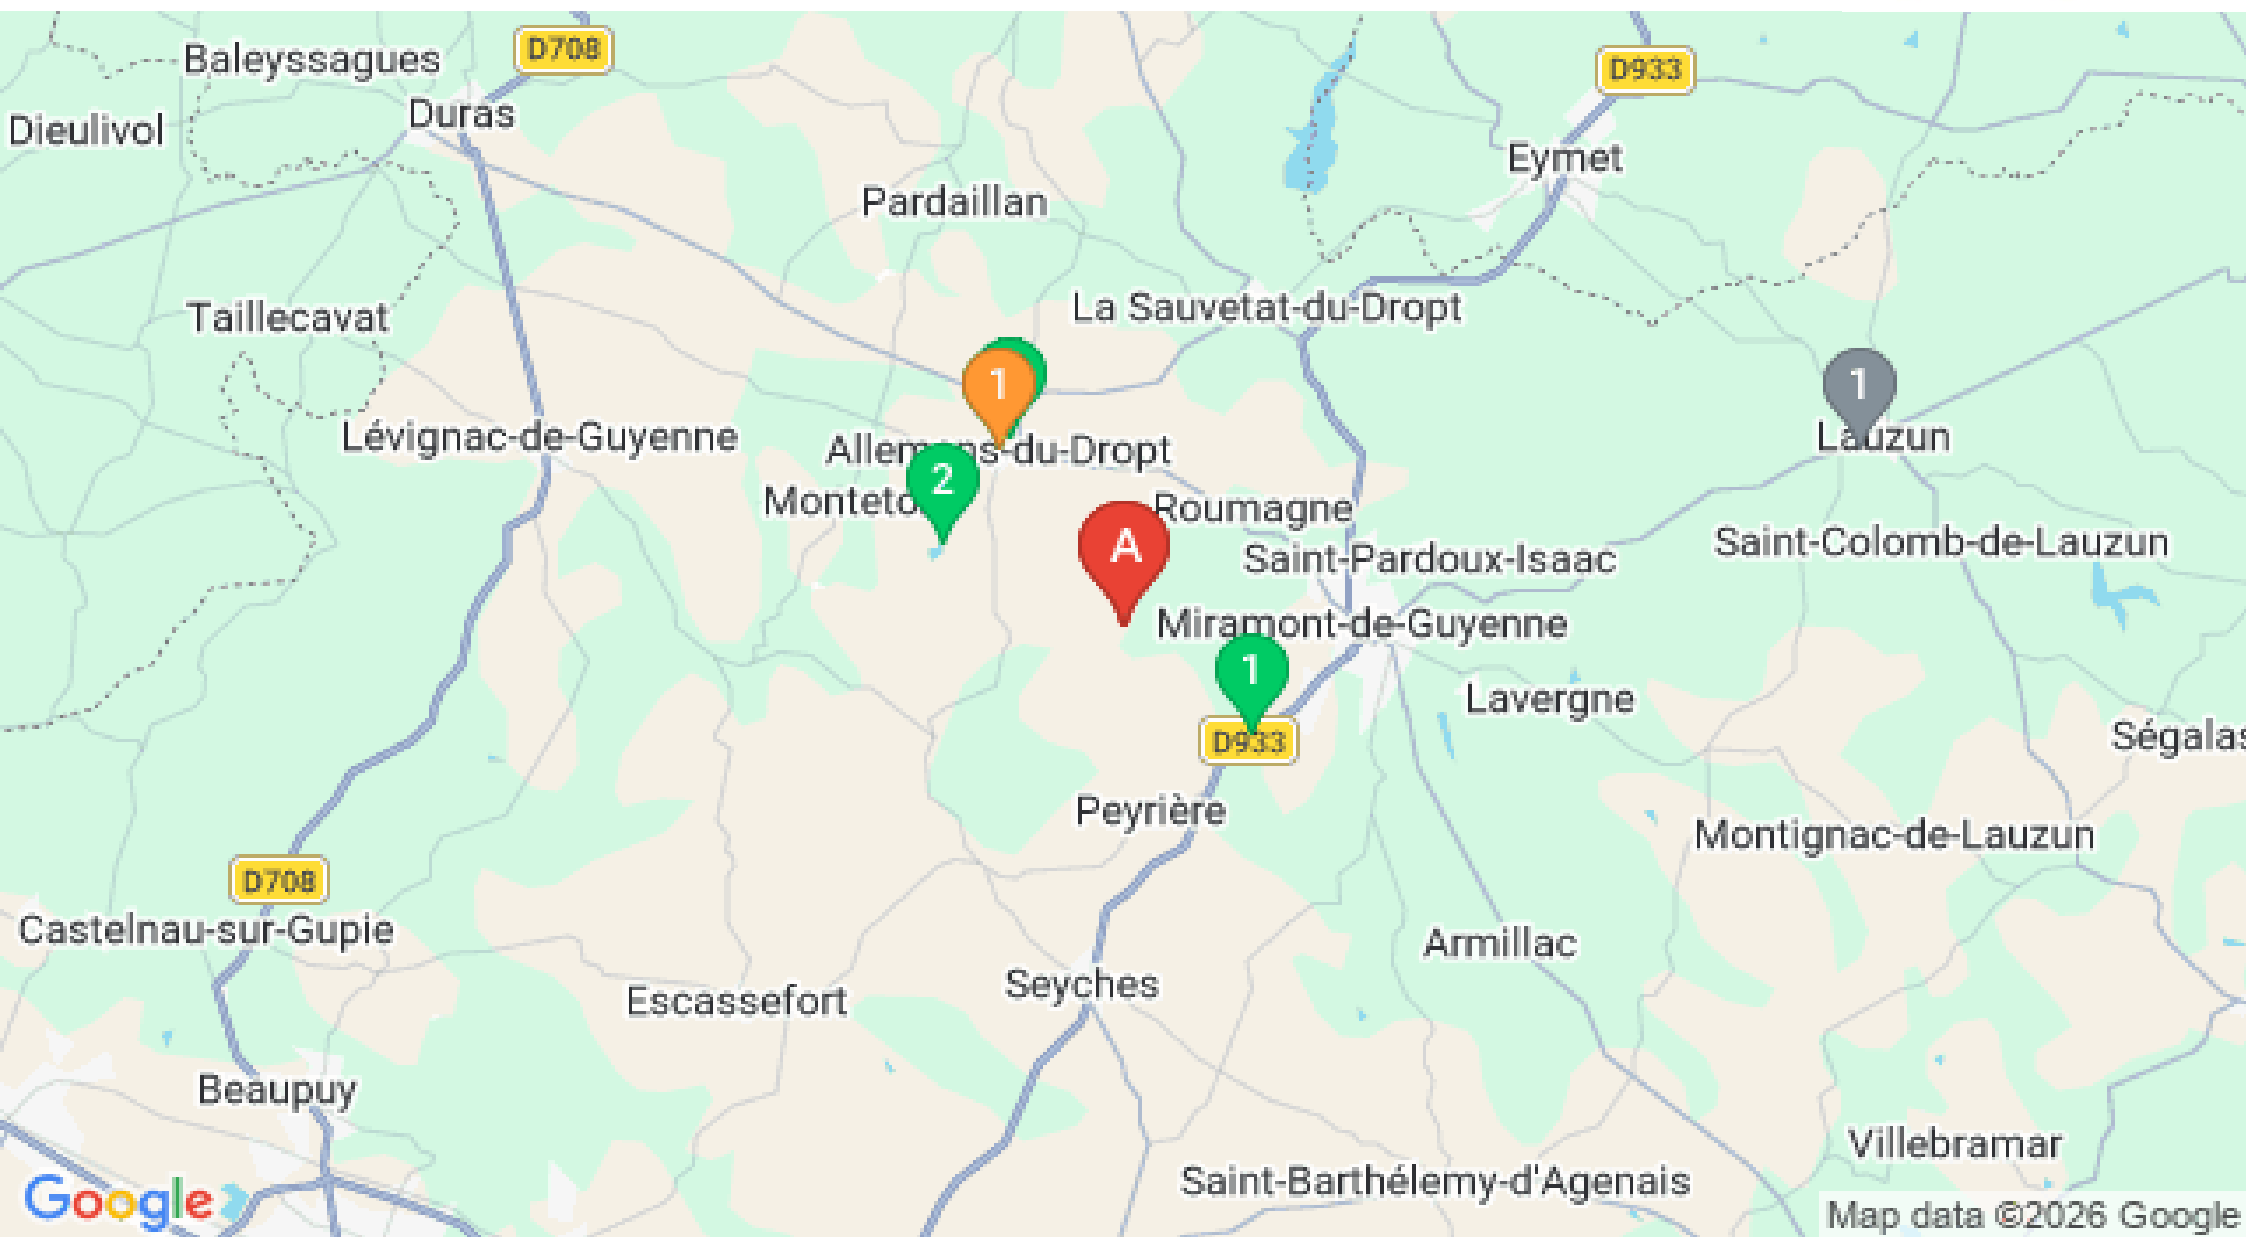 D708
Baleyssagues
D933
Duras
Dieulivol
Eymet
Pardaillan
La Sauvetat-du-Dropt
Taillecavat
1
1
Lévignac-de-Guyenne
Allemans-du-Dropt
Lauzun
2
Monteto
Roumagne
A
Saint-Pardoux-Isaac
Saint-Colomb-de-Lauzun
Miramont-de-Guyenne
1
Lavergne
D933
Ségalas
Peyrière
Montignac-de-Lauzun
D708
Castelnau-sur-Gupie
Armillac
Seyches
Escassefort
Beaupuy
Villebramar
Saint-Barthélemy-d'Agenais
Google
Map data ©2026 Google